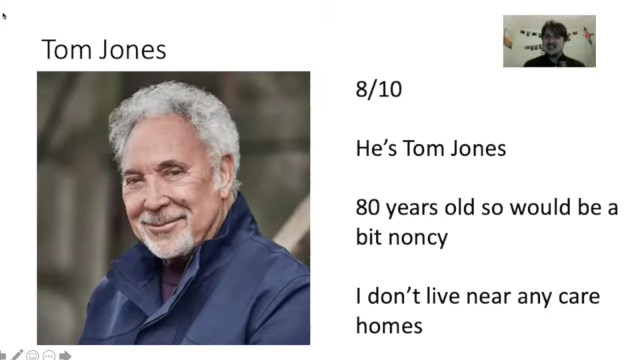 Tom Jones
8/10
He's Tom Jones
80 years old so would be a
bit noncy
I don't live near any care
homes